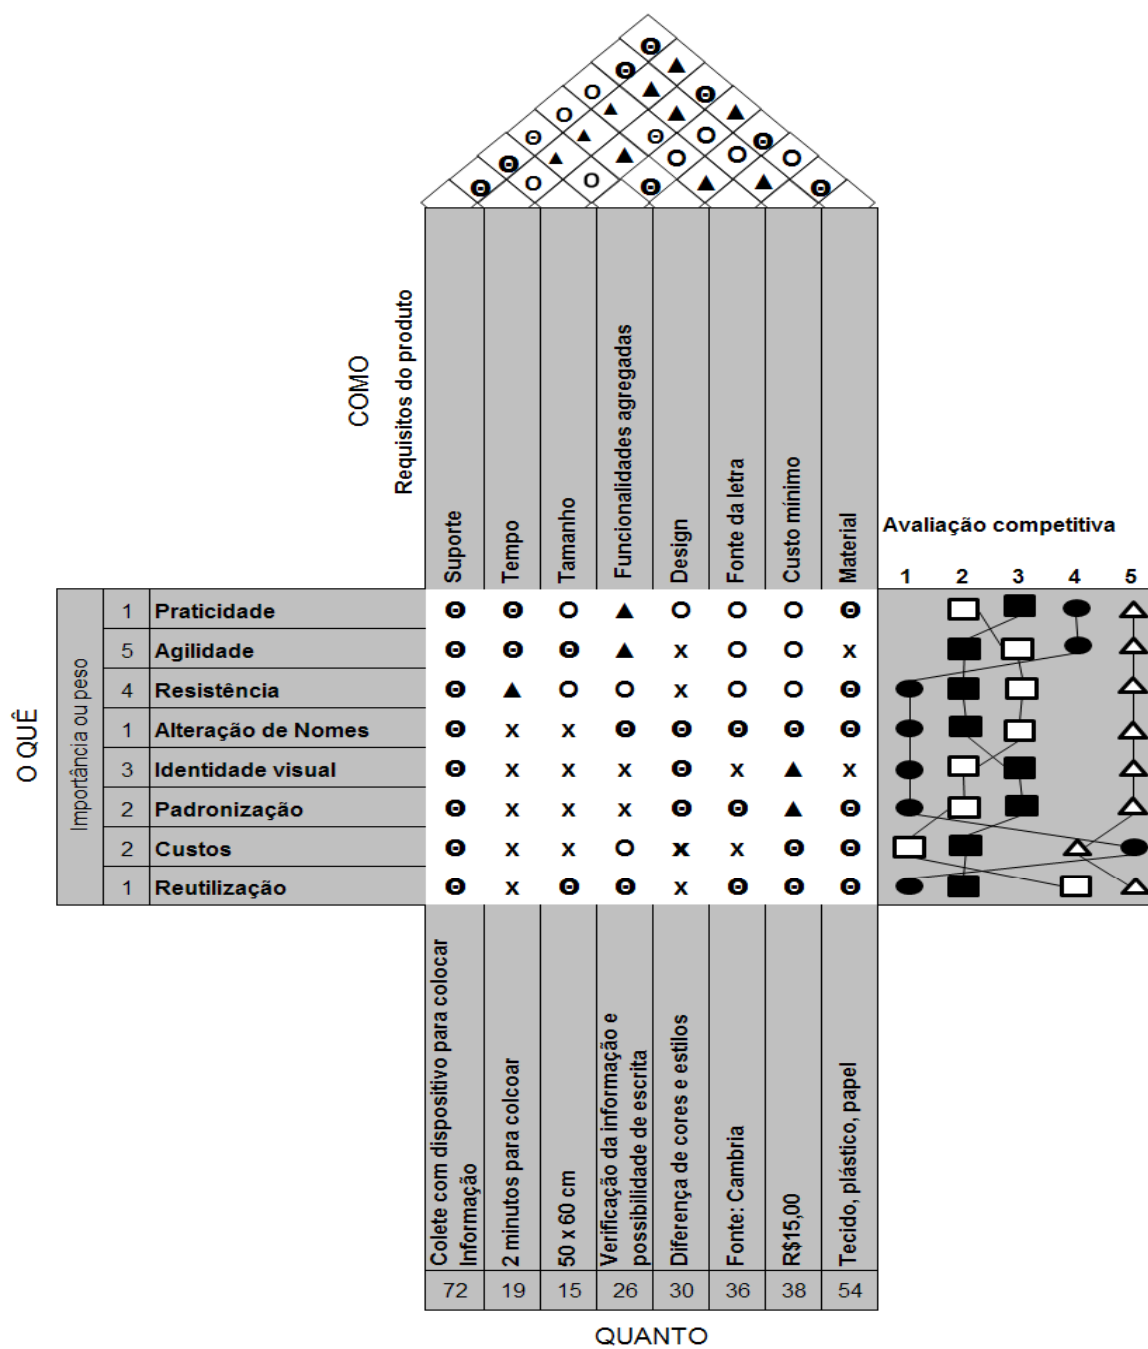 COMO
Requisitos do produto
Suporte
Tempo
Tamanho
Funcionalidades agregadas
Design
Fonte da letra
Custo mínimo
Material
Avaliação competitiva
1 2 3 4 5
O QUÊ
Importância ou peso
1 Praticidade
5 Agilidade
4 Resistência
1 Alteração de Nomes
3 Identidade visual
2 Padronização
2 Custos
1 Reutilização
x x
x
x x
x x x x x
x x x
x x x x
x x
Colete com dispositivo para colocar
Informação
2 minutos para colcoar
50 x 60 cm
Verificação da informação e
possibilidade de escrita
Diferença de cores e estilos
Fonte: Cambria
R$15,00
Tecido, plástico, papel
72 19 15 26 30 36 38 54
QUANTO